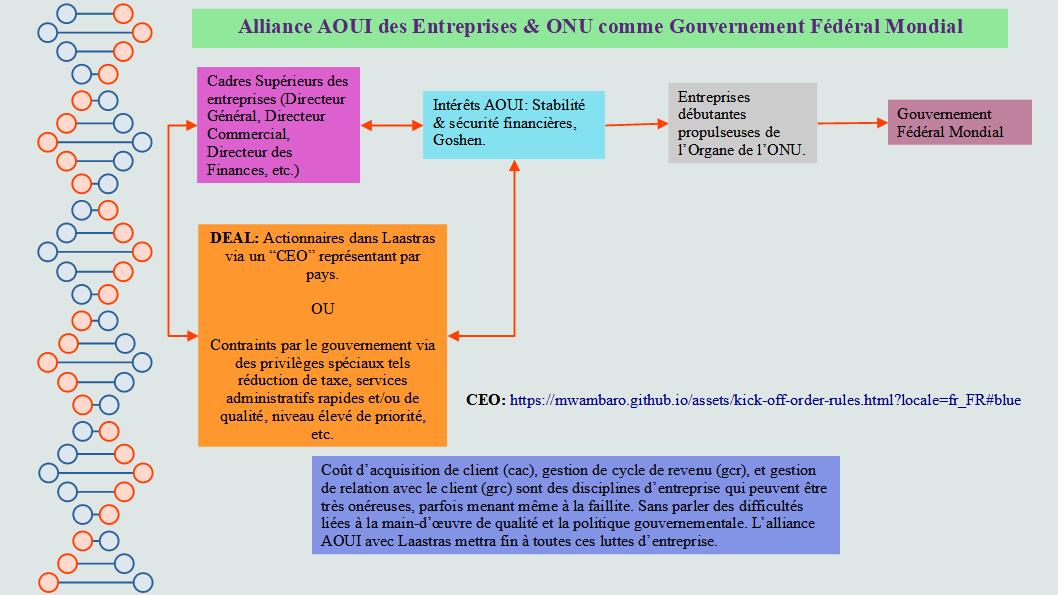 Alliance AOUI des Entreprises & ONU comme Gouvernement Fédéral Mondial
Cadres Supérieurs des
entreprises (Directeur
Général, Directeur
Commercial,
Directeur des
Finances, etc.)
Intérêts AOUI: Stabilité
& sécurité financières,
Goshen.
Entreprises
débutantes
propulseuses de
l’Organe de l’ONU.
Gouvernement
Fédéral Mondial
DEAL: Actionnaires dans Laastras
via un “CEO” représentant par
pays.
OU
Contraints par le gouvernement via
des privilèges spéciaux tels
réduction de taxe, services
administratifs rapides et/ou de
qualité, niveau élevé de priorité,
etc.
CEO: https://mwambaro.github.io/assets/kick-off-order-rules.html?locale=fr_FR#blue
Coût d’acquisition de client (cac), gestion de cycle de revenu (gcr), et gestion
de relation avec le client (grc) sont des disciplines d’entreprise qui peuvent être
très onéreuses, parfois menant même à la faillite. Sans parler des difficultés
liées à la main-d’œuvre de qualité et la politique gouvernementale. L’alliance
AOUI avec Laastras mettra fin à toutes ces luttes d’entreprise.